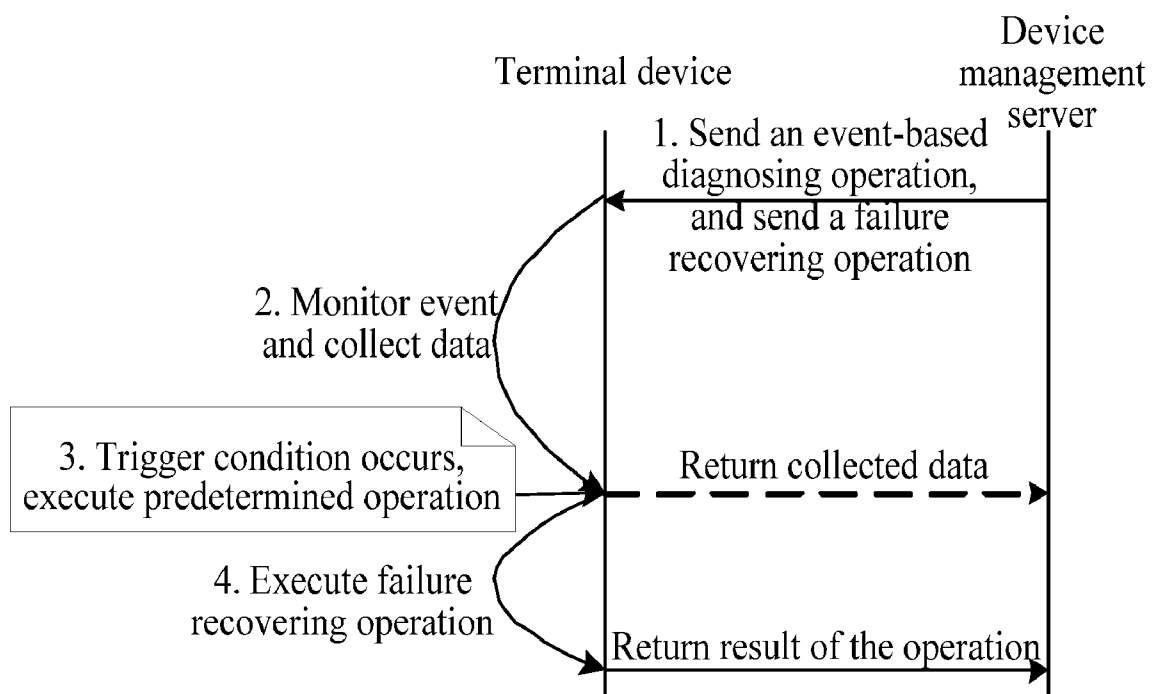 Terminal device
Device
management
server
1. Send an event-based
diagnosing operation,
and send a failure
recovering operation
2. Monitor event
and collect data
3. Trigger condition occurs,
execute predetermined operation
Return collected data
4. Execute failure
recovering operation
Return result of the operation